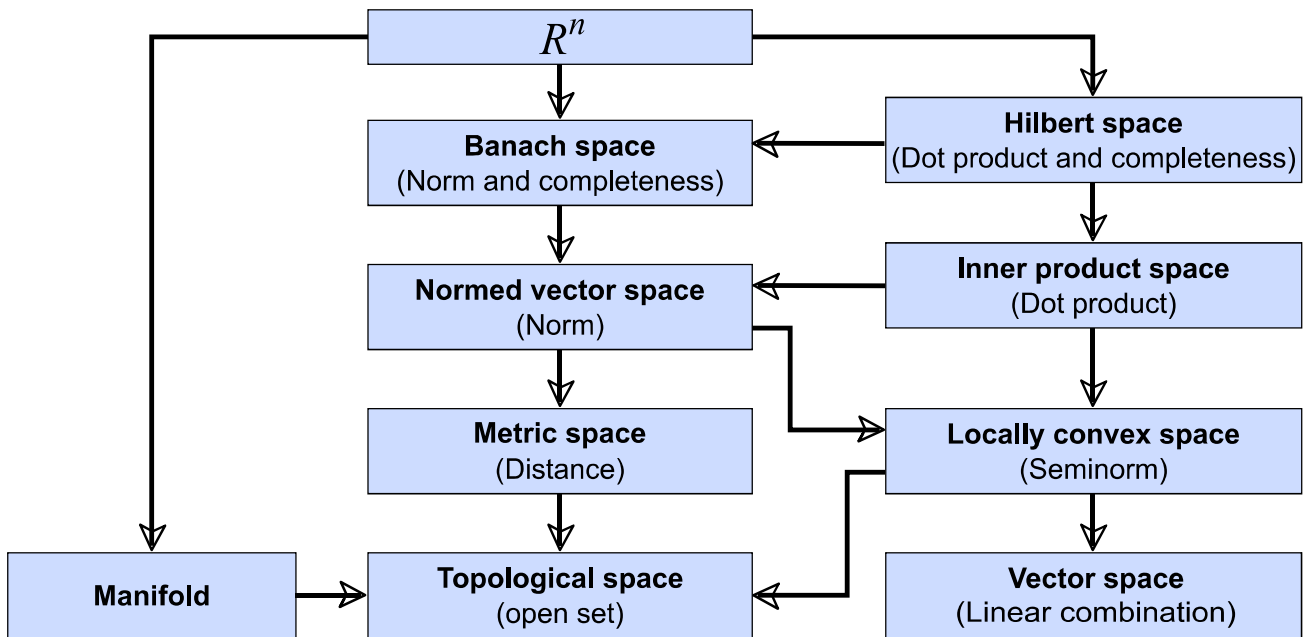 Rⁿ
Hilbert space
(Dot product and completeness)
Banach space
(Norm and completeness)
Inner product space
(Dot product)
Normed vector space
(Norm)
Metric space
(Distance)
Locally convex space
(Seminorm)
Manifold
Topological space
(open set)
Vector space
(Linear combination)